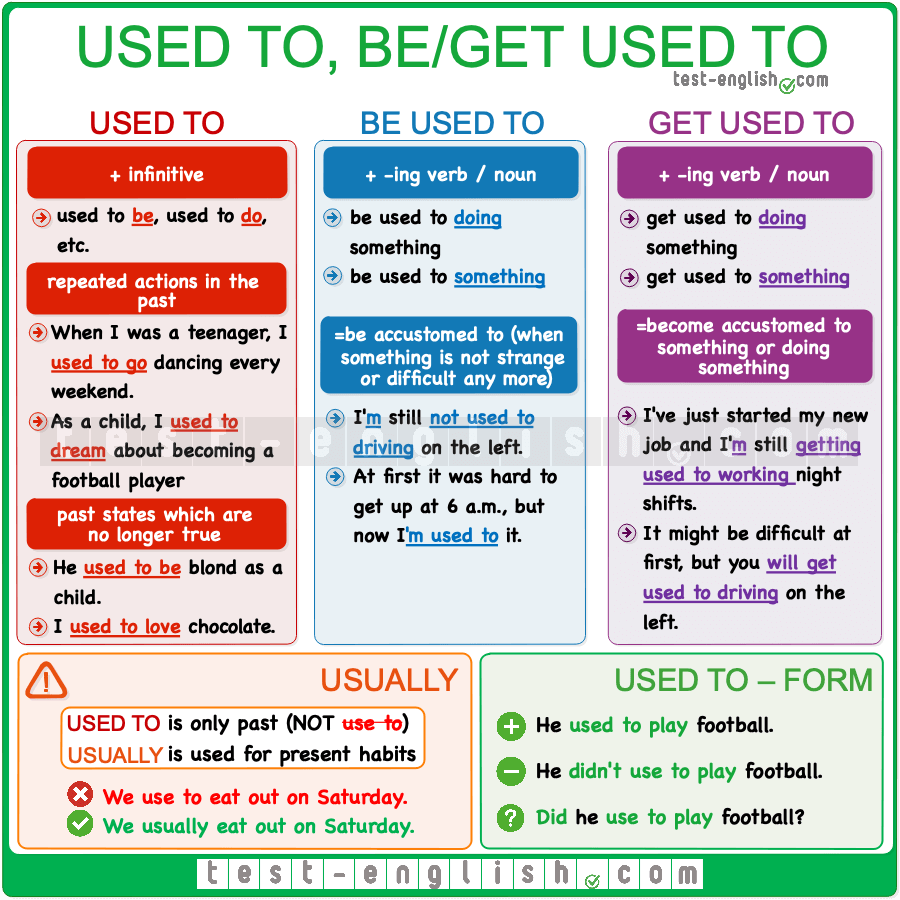 USED TO, BE/GET USED TO
test-english.com
USED TO
+ infinitive
used to be, used to do,
etc.
repeated actions in the
past
When I was a teenager, I
used to go dancing every
weekend.
As a child, I used to
dream about becoming a
football player
past states which are
no longer true
He used to be blond as a
child.
I used to love chocolate.
BE USED TO
+ -ing verb / noun
be used to doing
something
be used to something
=be accustomed to (when
something is not strange
or difficult any more)
I'm still not used to
driving on the left.
At first it was hard to
get up at 6 a.m., but
now I'm used to it.
GET USED TO
+ -ing verb / noun
get used to doing
something
get used to something
=become accustomed to
something or doing
something
I've just started my new
job and I'm still getting
used to working night
shifts.
It might be difficult at
first, but you will get
used to driving on the
left.
test-english.com
USUALLY
USED TO is only past (NOT use to)
USUALLY is used for present habits
We use to eat out on Saturday.
We usually eat out on Saturday.
USED TO – FORM
+ He used to play football.
− He didn't use to play football.
? Did he use to play football?
test-english.com